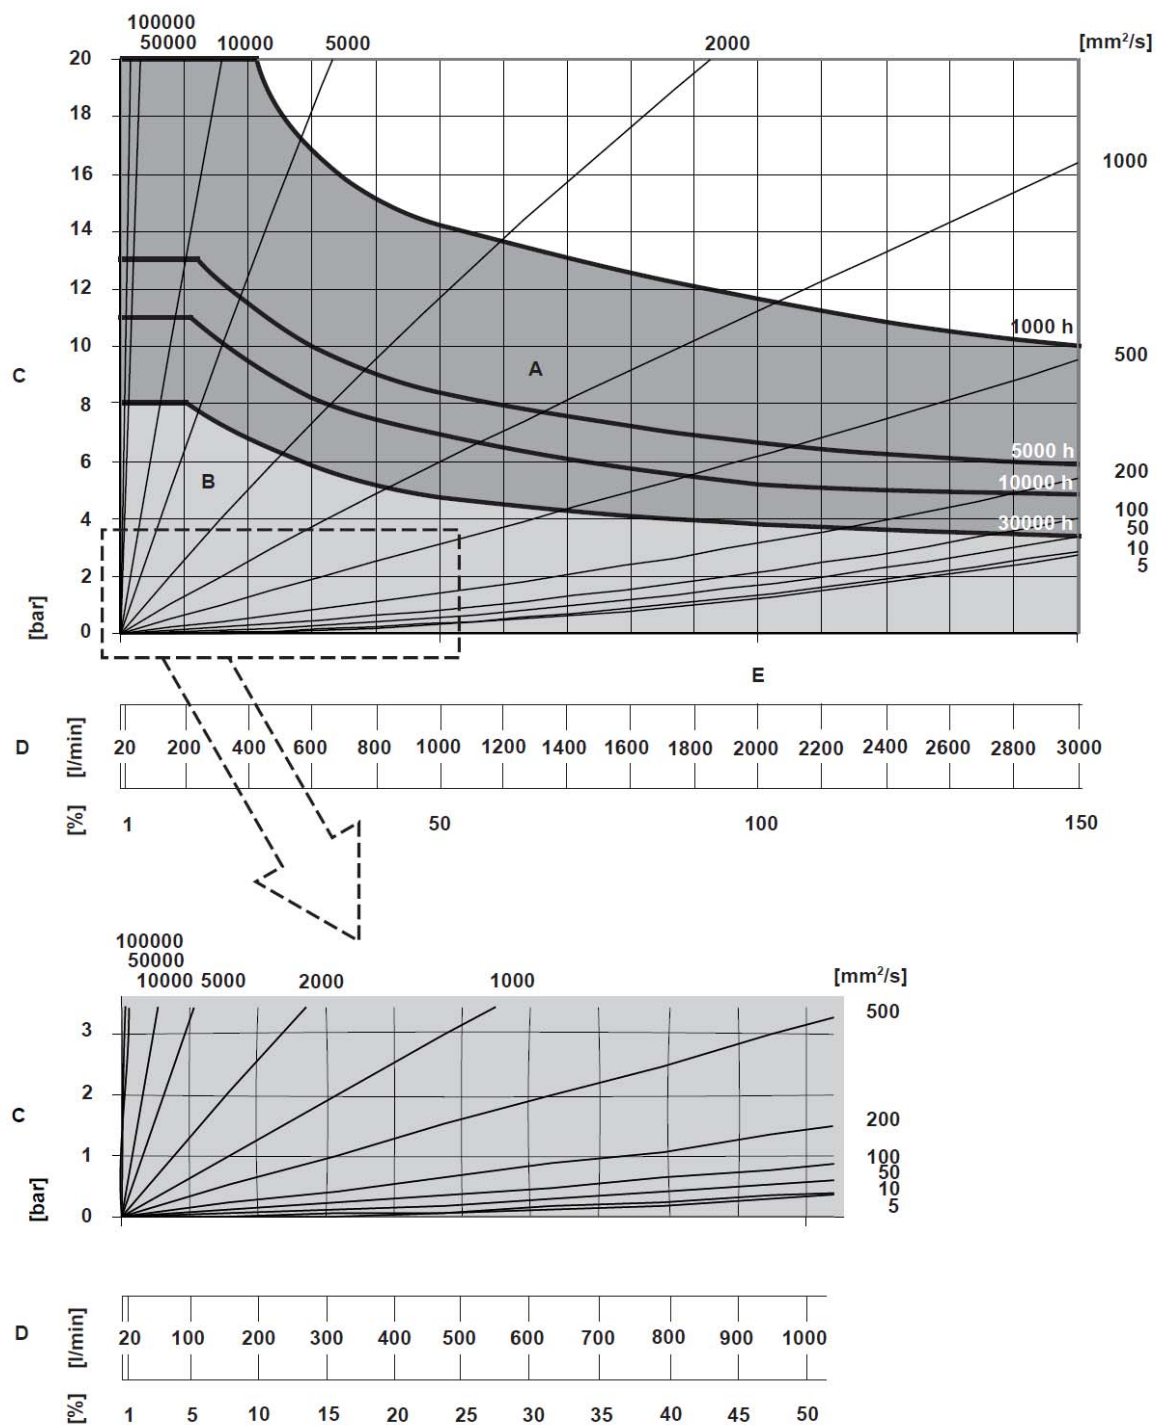 100000
50000 10000 5000 2000 [mm²/s]
20
18
16 1000
14
12
1000 h
10 500
C A
8
5000 h
6 200
B 10000 h
100
4 30000 h 50
10
5
2
[bar] 0
E
D [l/min] 20 200 400 600 800 1000 1200 1400 1600 1800 2000 2200 2400 2600 2800 3000
[%] 1 50 100 150
100000
50000
10000 5000 2000 1000 [mm²/s]
500
3
2
C 200
1 100
50
[bar] 10
0 5
D [l/min] 20 100 200 300 400 500 600 700 800 900 1000
[%] 1 5 10 15 20 25 30 35 40 45 50